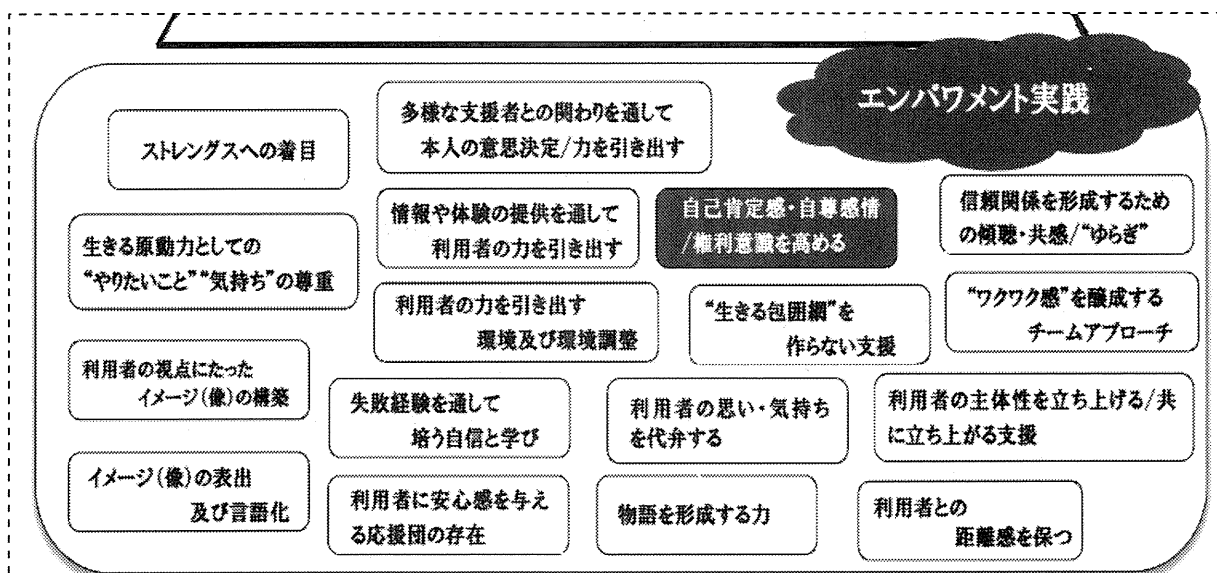 エンパワメント実践
ストレングスへの着目
多様な支援者との関わりを通して
本人の意思決定/力を引き出す
生きる原動力としての
“やりたいこと”“気持ち”の尊重
情報や体験の提供を通して
利用者の力を引き出す
自己肯定感・自尊感情
/権利意識を高める
信頼関係を形成するため
の傾聴・共感/“ゆらぎ”
利用者の力を引き出す
環境及び環境調整
“生きる包囲網”を
作らない支援
“ワクワク感”を醸成する
チームアプローチ
利用者の視点にたった
イメージ(像)の構築
失敗経験を通して
培う自信と学び
利用者の思い・気持ち
を代弁する
利用者の主体性を立ち上げる/共
に立ち上がる支援
イメージ(像)の表出
及び言語化
利用者に安心感を与え
る応援団の存在
物語を形成する力
利用者との
距離感を保つ